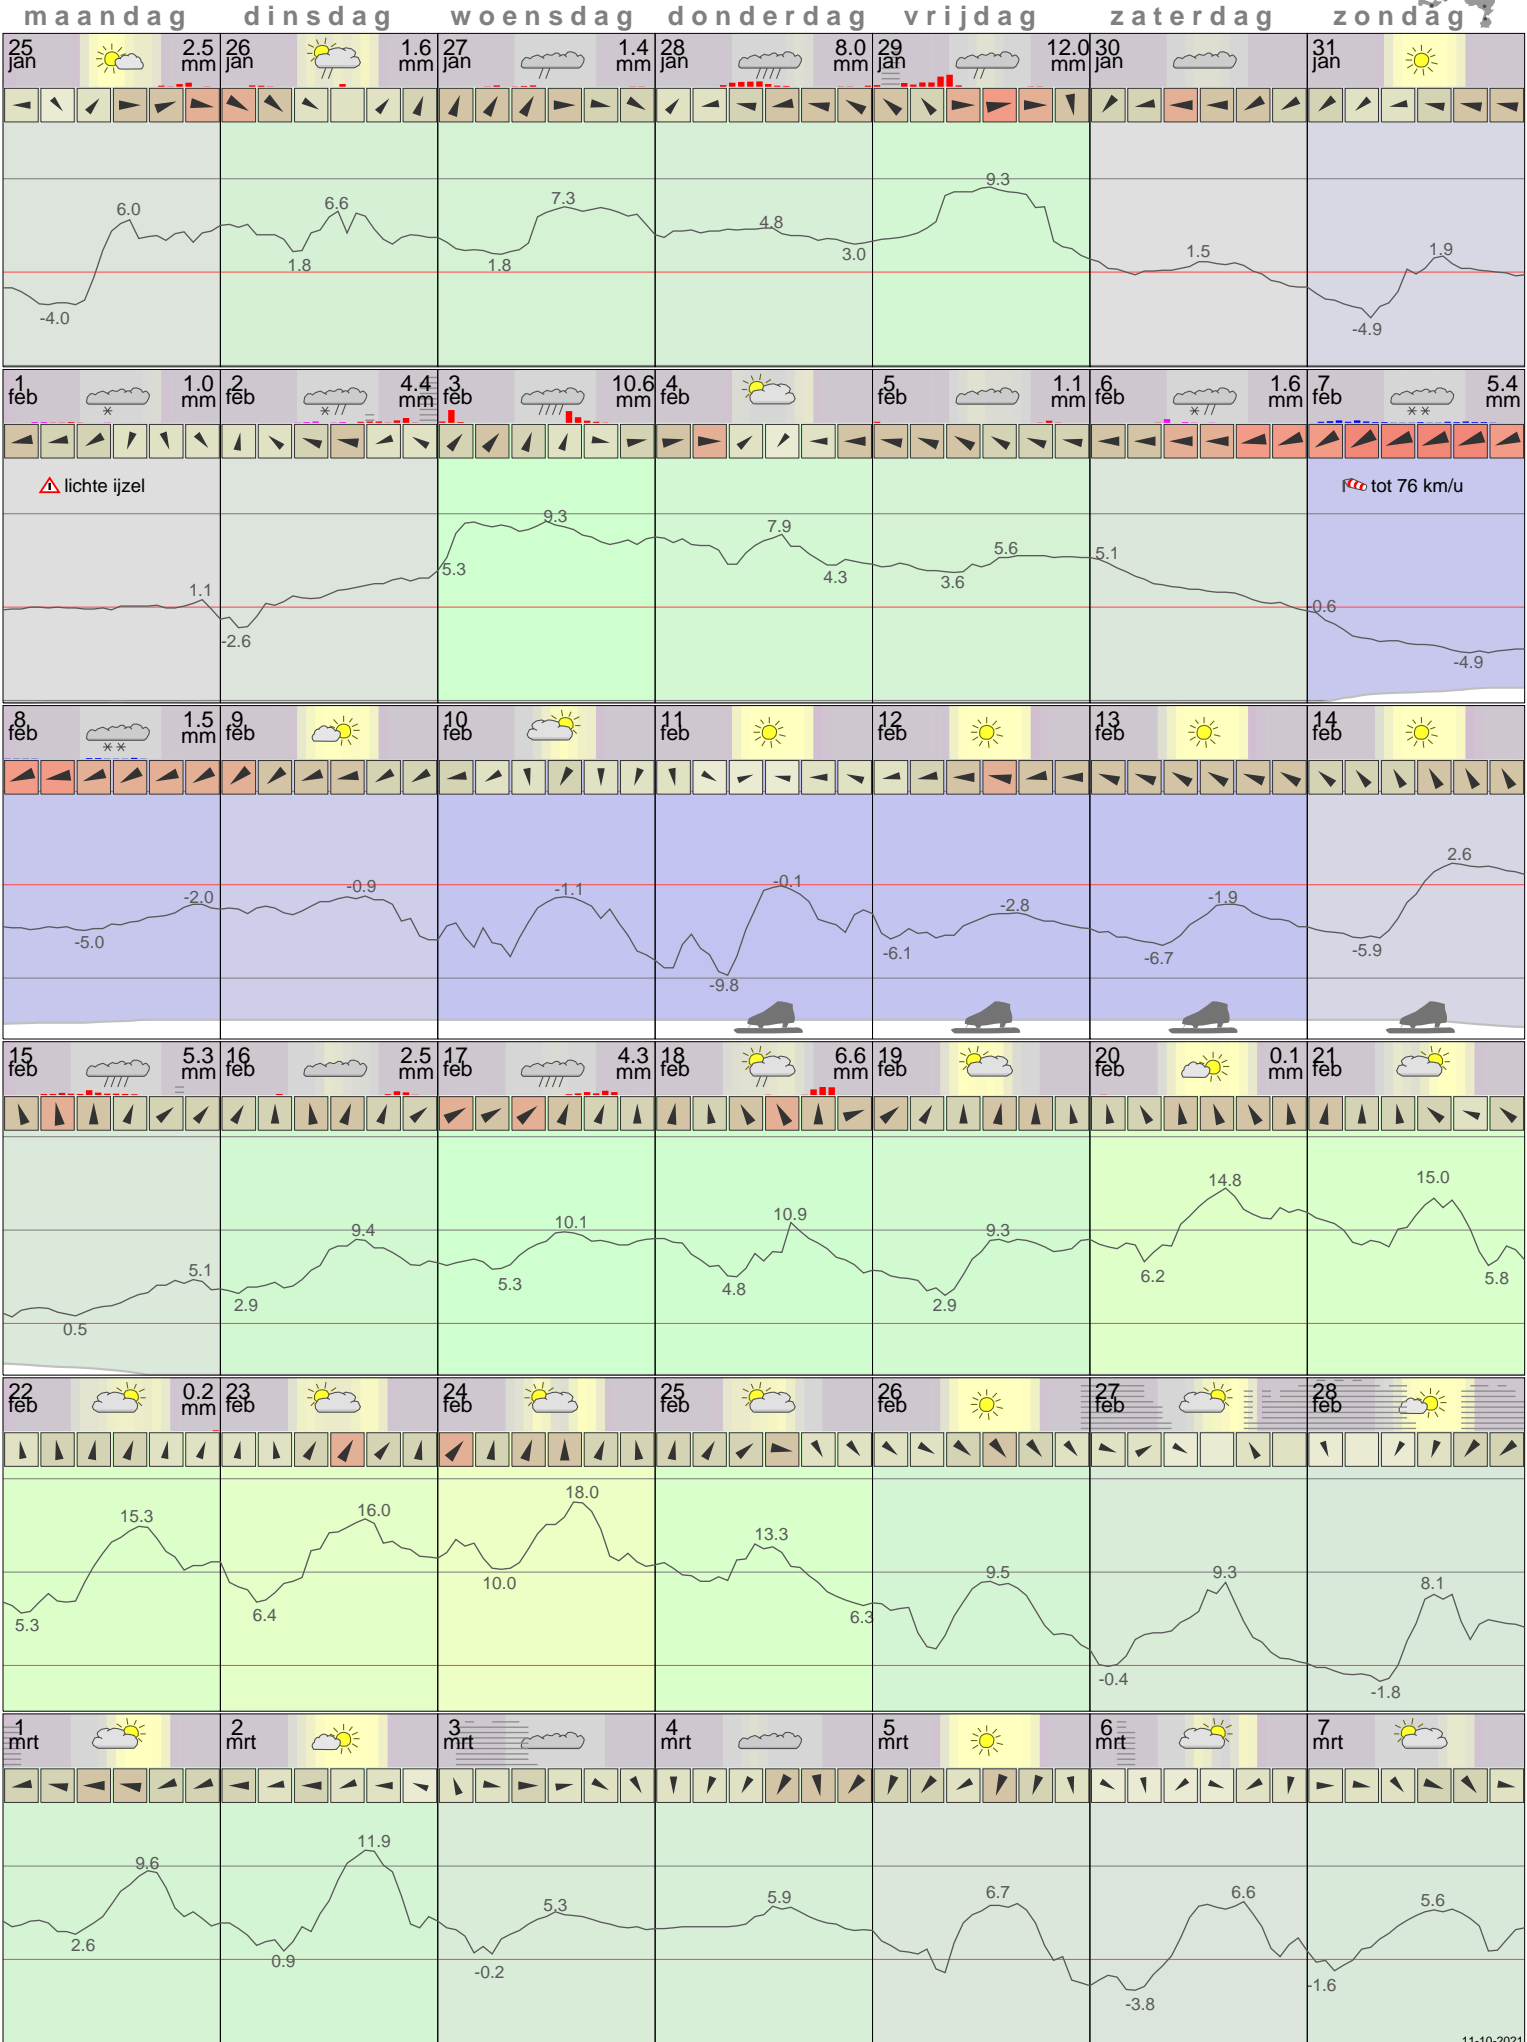 maandag dinsdag woensdag donderdag vrijdag zaterdag zondag
25 jan 2.5 mm 26 jan 1.6 mm 27 jan 1.4 mm 28 jan 8.0 mm 29 jan 12.0 mm 30 jan 31 jan
6.0 6.6 7.3 4.8 9.3 1.5 1.9
-4.0 1.8 1.8 3.0 -4.9
1 feb 1.0 mm 2 feb 4.4 mm 3 feb 10.6 mm 4 feb 5 feb 1.1 mm 6 feb 1.6 mm 7 feb 5.4 mm
lichte ijzel tot 76 km/u
1.1 5.3 9.3 7.9 5.6 5.1 -0.6
-2.6 4.3 3.6 -4.9
8 feb 1.5 mm 9 feb 10 feb 11 feb 12 feb 13 feb 14 feb
-2.0 -0.9 -1.1 -0.1 -2.8 -1.9 2.6
-5.0 -9.8 -6.1 -6.7 -5.9
15 feb 5.3 mm 16 feb 2.5 mm 17 feb 4.3 mm 18 feb 6.6 mm 19 feb 20 feb 0.1 mm 21 feb
5.1 9.4 10.1 10.9 9.3 14.8 15.0
0.5 2.9 5.3 4.8 2.9 6.2 5.8
22 feb 0.2 mm 23 feb 24 feb 25 feb 26 feb 27 feb 28 feb
15.3 16.0 18.0 13.3 9.5 9.3 8.1
5.3 6.4 10.0 6.3 -0.4 -1.8
1 mrt 2 mrt 3 mrt 4 mrt 5 mrt 6 mrt 7 mrt
9.6 11.9 5.3 5.9 6.7 6.6 5.6
2.6 0.9 -0.2 -3.8 -1.6
11-10-2021